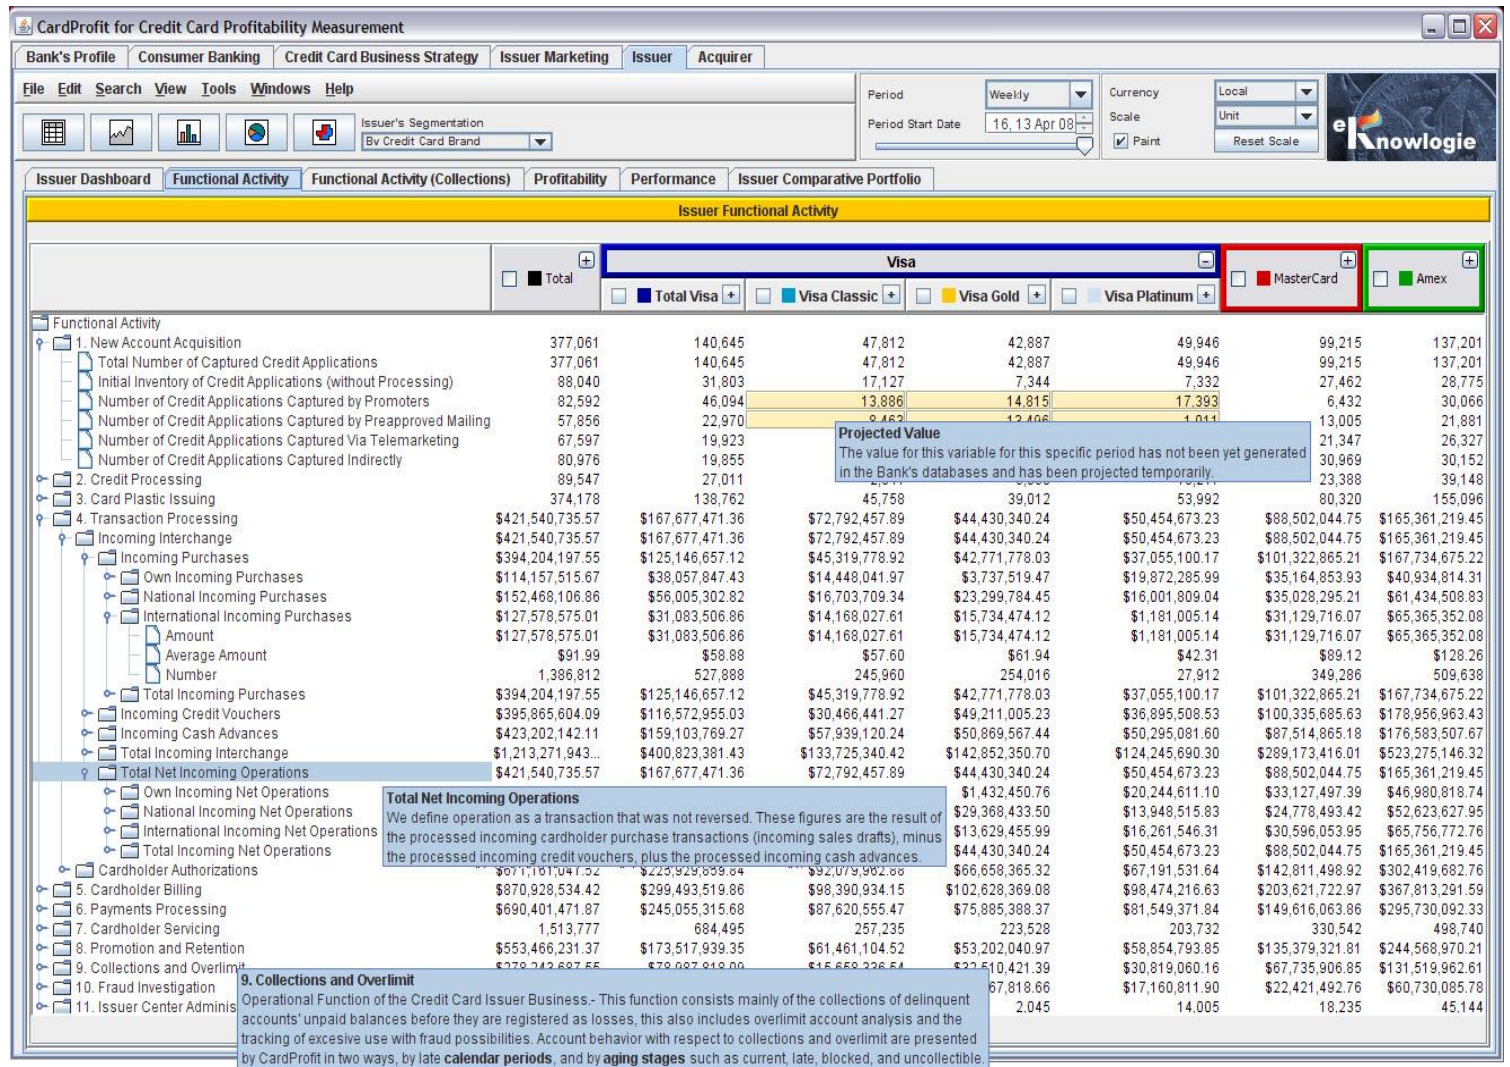 CardProfit for Credit Card Profitability Measurement
Bank's Profile Consumer Banking Credit Card Business Strategy Issuer Marketing Issuer Acquirer
File Edit Search View Tools Windows Help
Period Weekly Currency Local
Issuer's Segmentation Period Start Date 16, 13 Apr 08 Scale Unit
By Credit Card Brand Paint Reset Scale
eKnowlogie
Issuer Dashboard Functional Activity Functional Activity (Collections) Profitability Performance Issuer Comparative Portfolio
Issuer Functional Activity
Visa
Total MasterCard Amex
Total Visa Visa Classic Visa Gold Visa Platinum
Functional Activity
1. New Account Acquisition 377,061 140,645 47,812 42,887 49,946 99,215 137,201
Total Number of Captured Credit Applications 377,061 140,645 47,812 42,887 49,946 99,215 137,201
Initial Inventory of Credit Applications (without Processing) 88,040 31,803 17,127 7,344 7,332 27,462 28,775
Number of Credit Applications Captured by Promoters 82,592 46,094 13,886 14,815 17,393 6,432 30,066
Number of Credit Applications Captured by Preapproved Mailing 57,856 22,970 8,463 13,496 1,011 13,005 21,881
Number of Credit Applications Captured Via Telemarketing 67,597 19,923 21,347 26,327
Number of Credit Applications Captured Indirectly 80,976 19,855 30,969 30,152
Projected Value
The value for this variable for this specific period has not been yet generated
in the Bank's databases and has been projected temporarily.
2. Credit Processing 89,547 27,011 23,388 39,148
3. Card Plastic Issuing 374,178 138,762 45,758 39,012 53,992 80,320 155,096
4. Transaction Processing $421,540,735.57 $167,677,471.36 $72,792,457.89 $44,430,340.24 $50,454,673.23 $88,502,044.75 $165,361,219.45
Incoming Interchange $421,540,735.57 $167,677,471.36 $72,792,457.89 $44,430,340.24 $50,454,673.23 $88,502,044.75 $165,361,219.45
Incoming Purchases $394,204,197.55 $125,146,657.12 $45,319,778.92 $42,771,778.03 $37,055,100.17 $101,322,865.21 $167,734,675.22
Own Incoming Purchases $114,157,515.67 $38,057,847.43 $14,448,041.97 $3,737,519.47 $19,872,285.99 $35,164,853.93 $40,934,814.31
National Incoming Purchases $152,468,106.86 $56,005,302.82 $16,703,709.34 $23,299,784.45 $16,001,809.04 $35,028,295.21 $61,434,508.83
International Incoming Purchases $127,578,575.01 $31,083,506.86 $14,168,027.61 $15,734,474.12 $1,181,005.14 $31,129,716.07 $65,365,352.08
Amount $127,578,575.01 $31,083,506.86 $14,168,027.61 $15,734,474.12 $1,181,005.14 $31,129,716.07 $65,365,352.08
Average Amount $91.99 $58.88 $57.60 $61.94 $42.31 $89.12 $128.26
Number 1,386,812 527,888 245,960 254,016 27,912 349,286 509,638
Total Incoming Purchases $394,204,197.55 $125,146,657.12 $45,319,778.92 $42,771,778.03 $37,055,100.17 $101,322,865.21 $167,734,675.22
Incoming Credit Vouchers $395,865,604.09 $116,572,955.03 $30,466,441.27 $49,211,005.23 $36,895,508.53 $100,335,685.63 $178,956,963.43
Incoming Cash Advances $423,202,142.11 $159,103,769.27 $57,939,120.24 $50,869,567.44 $50,295,081.60 $87,514,865.18 $176,583,507.67
Total Incoming Interchange $1,213,271,943... $400,823,381.43 $133,725,340.42 $142,852,350.70 $124,245,690.30 $289,173,416.01 $523,275,146.32
Total Net Incoming Operations $421,540,735.57 $167,677,471.36 $72,792,457.89 $44,430,340.24 $50,454,673.23 $88,502,044.75 $165,361,219.45
Own Incoming Net Operations $1,432,450.76 $20,244,611.10 $33,127,497.39 $46,980,818.74
National Incoming Net Operations $29,368,433.50 $13,948,515.83 $24,778,493.42 $52,623,627.95
International Incoming Net Operations $13,629,455.99 $16,261,546.31 $30,596,053.95 $65,756,772.76
Total Incoming Net Operations $44,430,340.24 $50,454,673.23 $88,502,044.75 $165,361,219.45
Total Net Incoming Operations
We define operation as a transaction that was not reversed. These figures are the result of
the processed incoming cardholder purchase transactions (incoming sales drafts), minus
the processed incoming credit vouchers, plus the processed incoming cash advances.
Cardholder Authorizations $66,658,365.32 $67,191,531.64 $142,811,498.92 $302,419,682.76
5. Cardholder Billing $870,928,534.42 $299,493,519.86 $98,390,934.15 $102,628,369.08 $98,474,216.63 $203,621,722.97 $367,813,291.59
6. Payments Processing $690,401,471.87 $245,055,315.68 $87,620,555.47 $75,885,388.37 $81,549,371.84 $149,616,063.86 $295,730,092.33
7. Cardholder Servicing 1,513,777 684,495 257,235 223,528 203,732 330,542 498,740
8. Promotion and Retention $553,466,231.37 $173,517,939.35 $61,461,104.52 $53,202,040.97 $58,854,793.85 $135,379,321.81 $244,568,970.21
9. Collections and Overlimit $30,819,060.16 $67,735,906.85 $131,519,962.61
10. Fraud Investigation $17,160,811.90 $22,421,492.76 $60,730,085.78
11. Issuer Center Adminis 2,045 14,005 18,235 45,144
9. Collections and Overlimit
Operational Function of the Credit Card Issuer Business.- This function consists mainly of the collections of delinquent
accounts' unpaid balances before they are registered as losses, this also includes overlimit account analysis and the
tracking of excesive use with fraud possibilities. Account behavior with respect to collections and overlimit are presented
by CardProfit in two ways, by late calendar periods, and by aging stages such as current, late, blocked, and uncollectible.